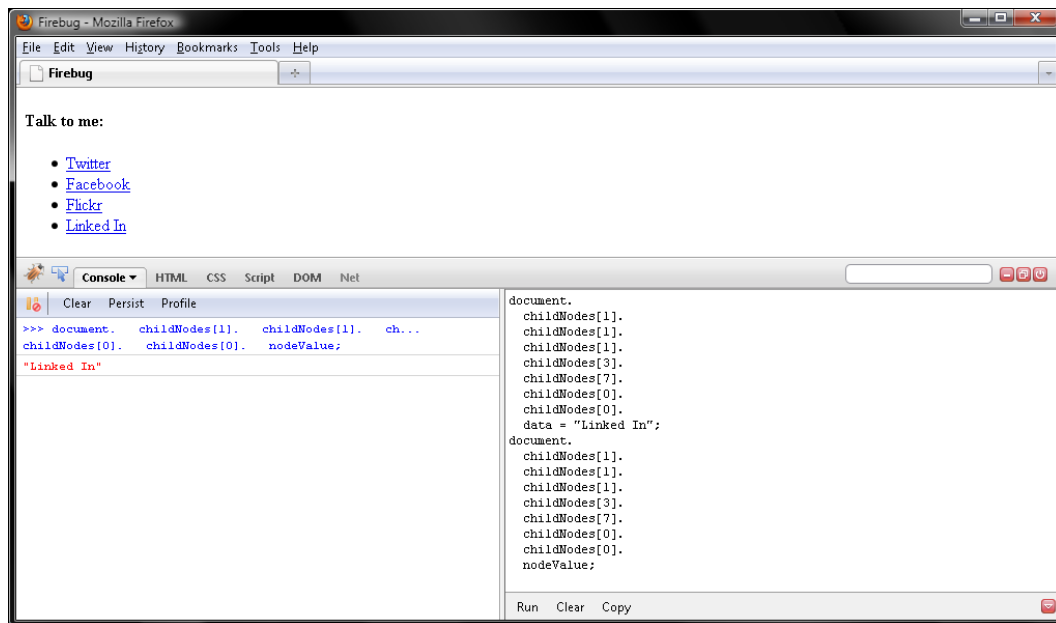 Firebug - Mozilla Firefox
File Edit View History Bookmarks Tools Help
Firebug
Talk to me:
Twitter
Facebook
Flickr
Linked In
Console HTML CSS Script DOM Net
Clear Persist Profile
>>> document. childNodes[1]. childNodes[1]. ch...
childNodes[0]. childNodes[0]. nodeValue;
"Linked In"
document.
childNodes[1].
childNodes[1].
childNodes[1].
childNodes[3].
childNodes[7].
childNodes[0].
childNodes[0].
data = "Linked In";
document.
childNodes[1].
childNodes[1].
childNodes[1].
childNodes[3].
childNodes[7].
childNodes[0].
childNodes[0].
nodeValue;
Run Clear Copy